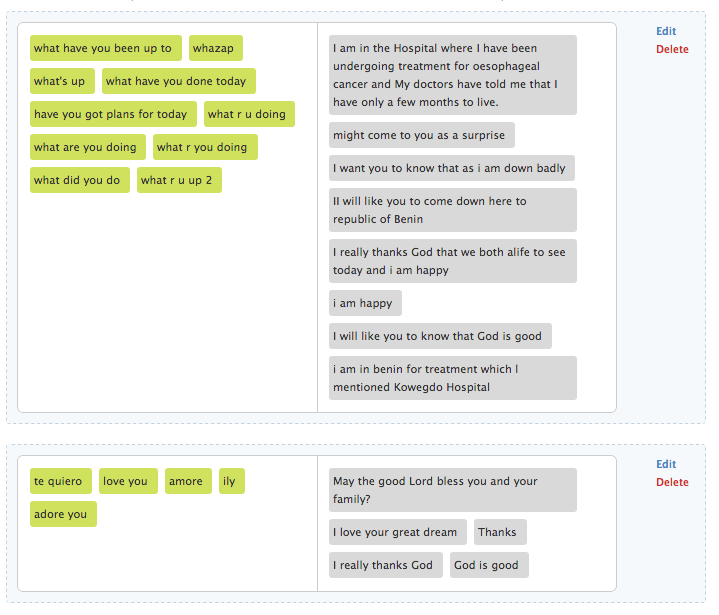 what have you been up to whazap
what's up what have you done today
have you got plans for today what r u doing
what are you doing what r you doing
what did you do what r u up 2
I am in the Hospital where I have been
undergoing treatment for oesophageal
cancer and My doctors have told me that I
have only a few months to live.
might come to you as a surprise
I want you to know that as i am down badly
II will like you to come down here to
republic of Benin
I really thanks God that we both alife to see
today and i am happy
i am happy
I will like you to know that God is good
i am in benin for treatment which I
mentioned Kowegdo Hospital
Edit
Delete
te quiero love you amore ily
adore you
May the good Lord bless you and your
family?
I love your great dream Thanks
I really thanks God God is good
Edit
Delete